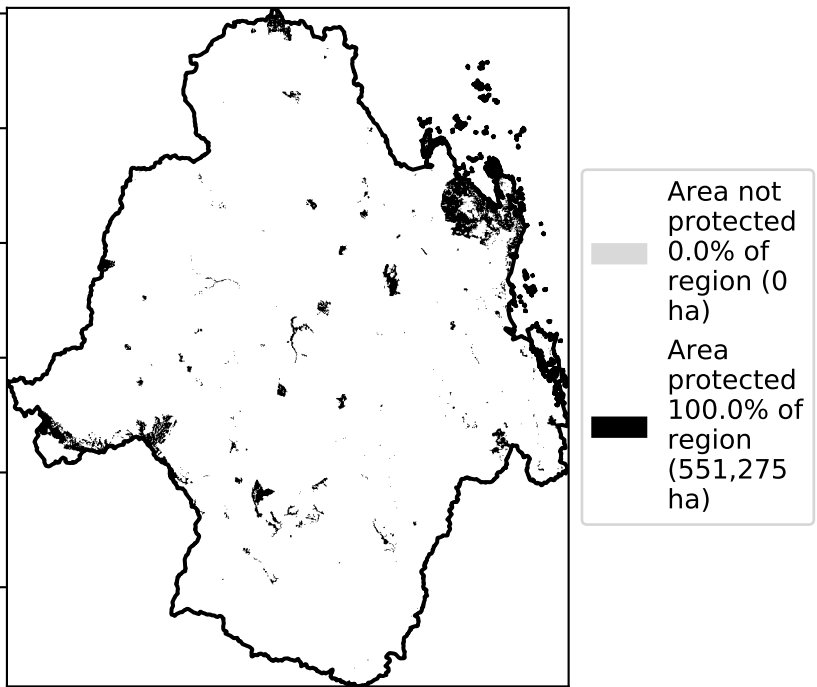 Area not
protected
0.0% of
region (0
ha)
Area
protected
100.0% of
region
(551,275
ha)